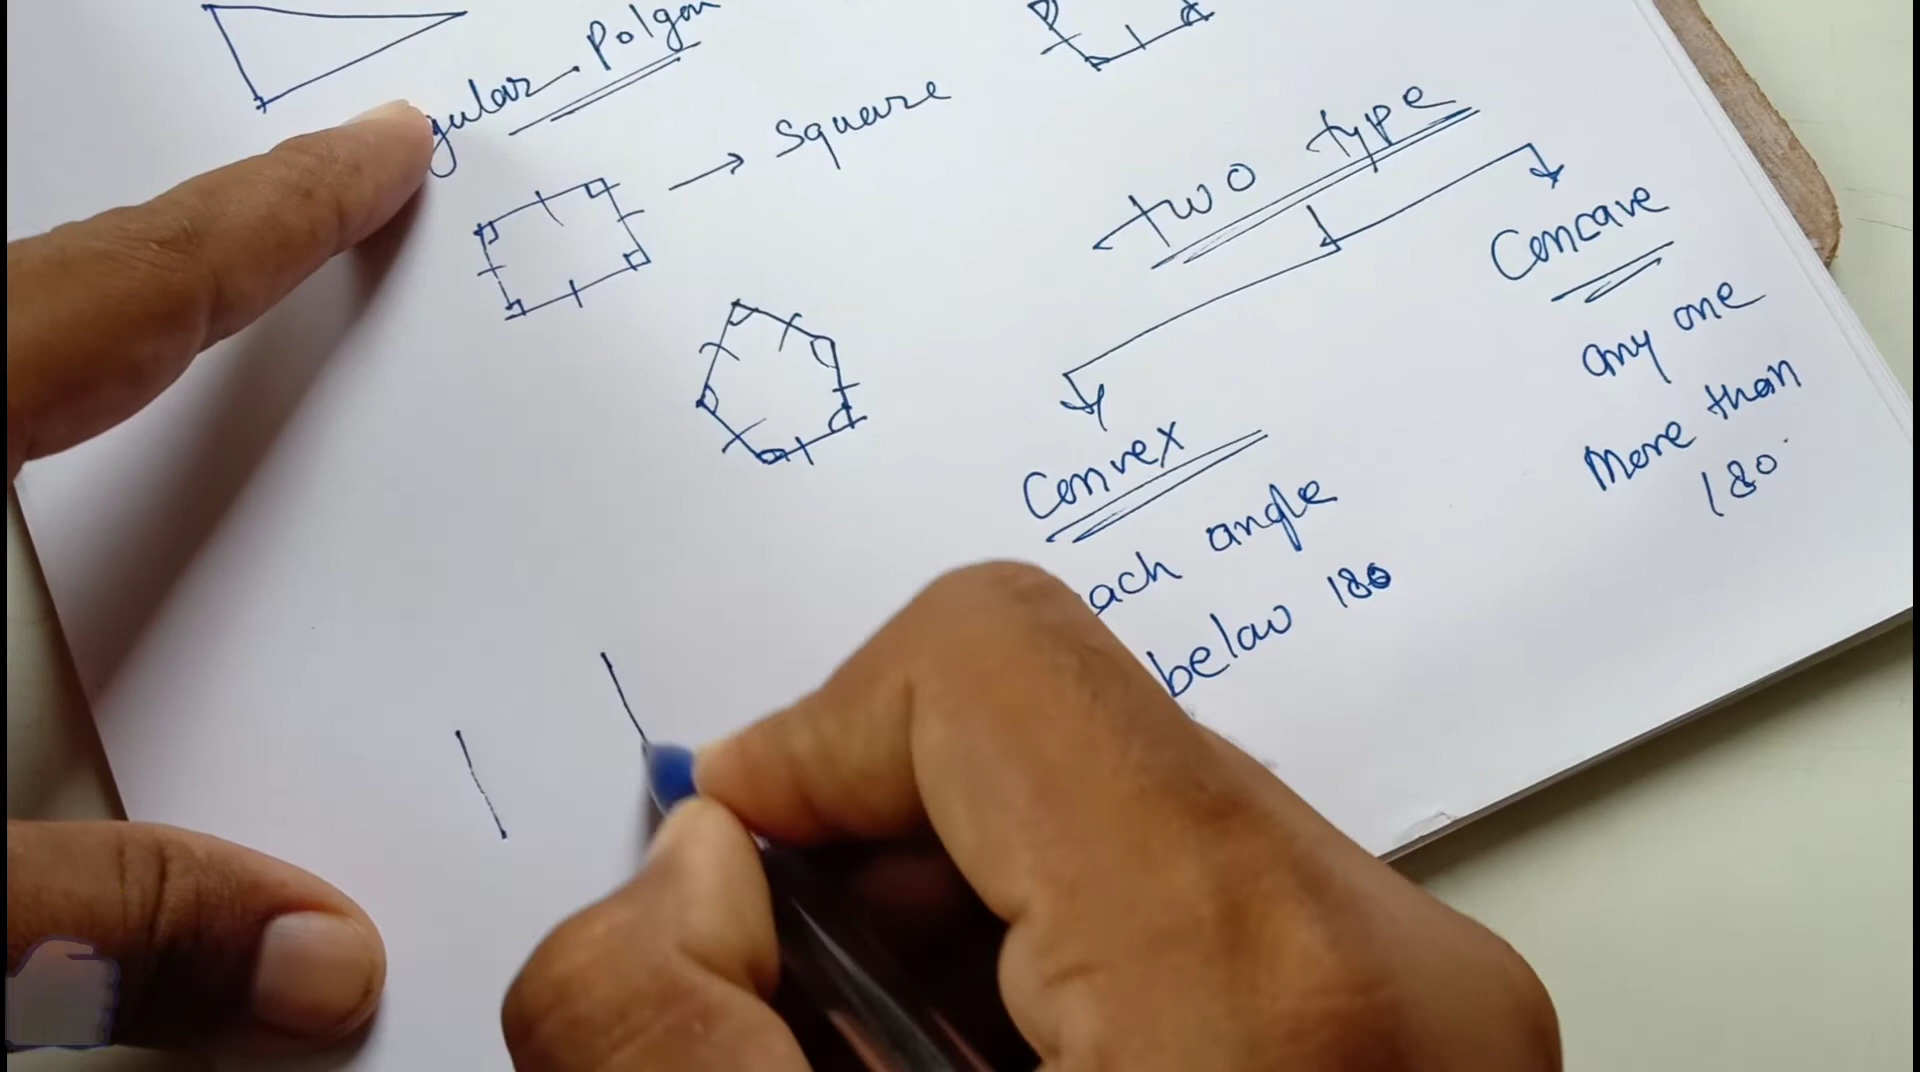 gular Polgon
→ Square
two type
Concave
any one
More than
180
Convex
ach angle
below 180